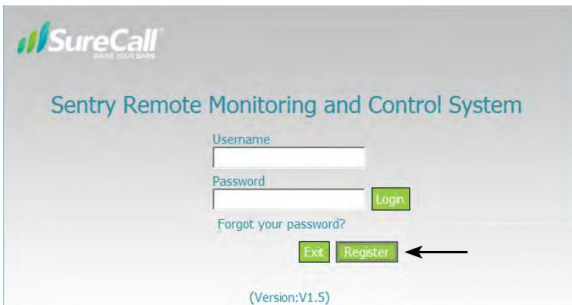 SureCall
RAISE YOUR BARS
Sentry Remote Monitoring and Control System
Username
Password
Login
Forgot your password?
Exit Register
(Version:V1.5)